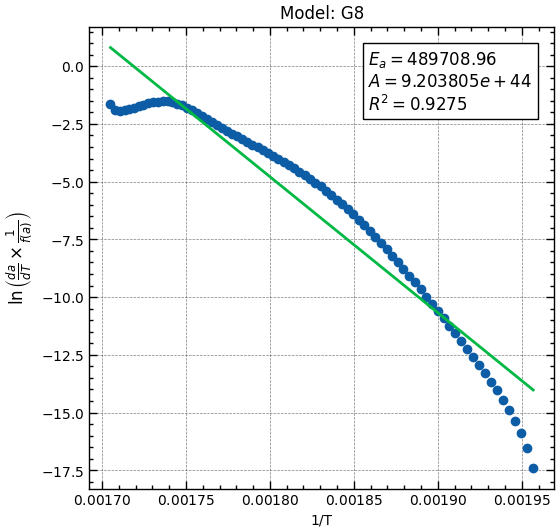 Model: G8
E_a = 489708.96
A = 9.203805e + 44
R^2 = 0.9275
ln (da/dT × 1/f(a))
0.0
−2.5
−5.0
−7.5
−10.0
−12.5
−15.0
−17.5
0.00170 0.00175 0.00180 0.00185 0.00190 0.00195
1/T